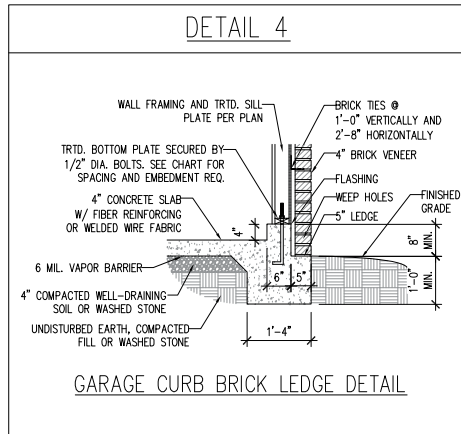 DETAIL 4
WALL FRAMING AND TRTD. SILL
PLATE PER PLAN
TRTD. BOTTOM PLATE SECURED BY
1/2" DIA. BOLTS. SEE CHART FOR
SPACING AND EMBEDMENT REQ.
4" CONCRETE SLAB
W/ FIBER REINFORCING
OR WELDED WIRE FABRIC
6 MIL. VAPOR BARRIER
4" COMPACTED WELL-DRAINING
SOIL OR WASHED STONE
UNDISTURBED EARTH, COMPACTED
FILL OR WASHED STONE
BRICK TIES @
1'-0" VERTICALLY AND
2'-8" HORIZONTALLY
4" BRICK VENEER
FLASHING
WEEP HOLES
5" LEDGE
FINISHED
GRADE
4"
6"
5"
8"
MIN.
1'-0"
MIN.
1'-4"
GARAGE CURB BRICK LEDGE DETAIL